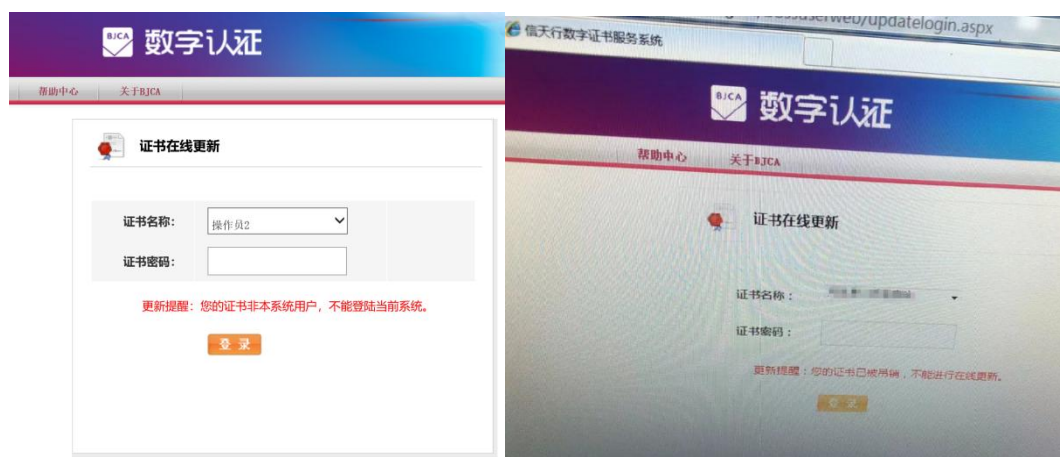 BJCA 数字认证
帮助中心 关于BJCA
证书在线更新
证书名称: 操作员2
证书密码:
更新提醒: 您的证书非本系统用户, 不能登陆当前系统。
登 录
userweb/updatelogin.aspx
信天行数字证书服务系统
BJCA 数字认证
帮助中心 关于BJCA
证书在线更新
证书名称:
证书密码:
更新提醒:您的证书已被吊销,不能进行在线更新。
登 录